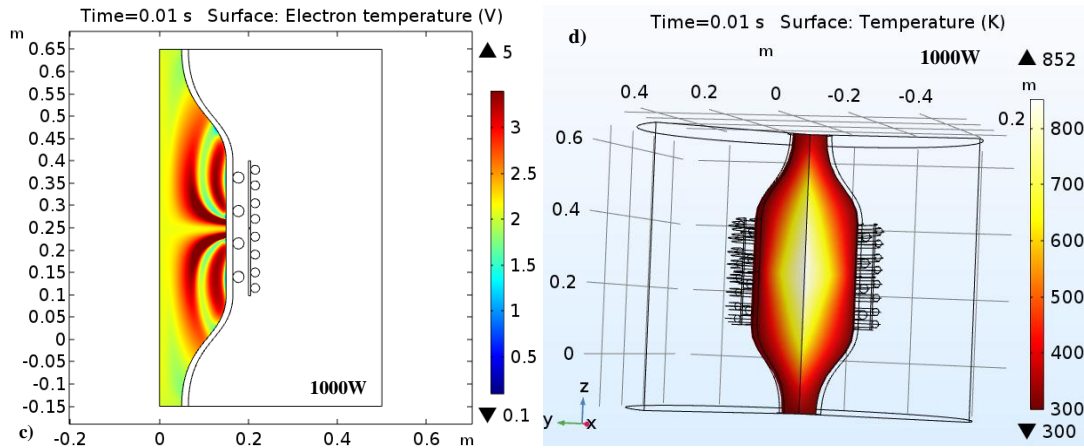 Time=0.01 s   Surface: Electron temperature (V)
m
5
0.65
0.6
0.55
0.5
0.45
0.4
0.35
0.3
0.25
0.2
0.15
0.1
0.05
0
-0.05
-0.1
-0.15
1000W
c)
-0.2 0 0.2 0.4 0.6 m
3
2.5
2
1.5
1
0.5
0.1
Time=0.01 s   Surface: Temperature (K)
d)
1000W
852
m
m
0.4 0.2 0 -0.2 -0.4
0.2
0.6
0.4
0.2
0
800
700
600
500
400
300
300
z
y x